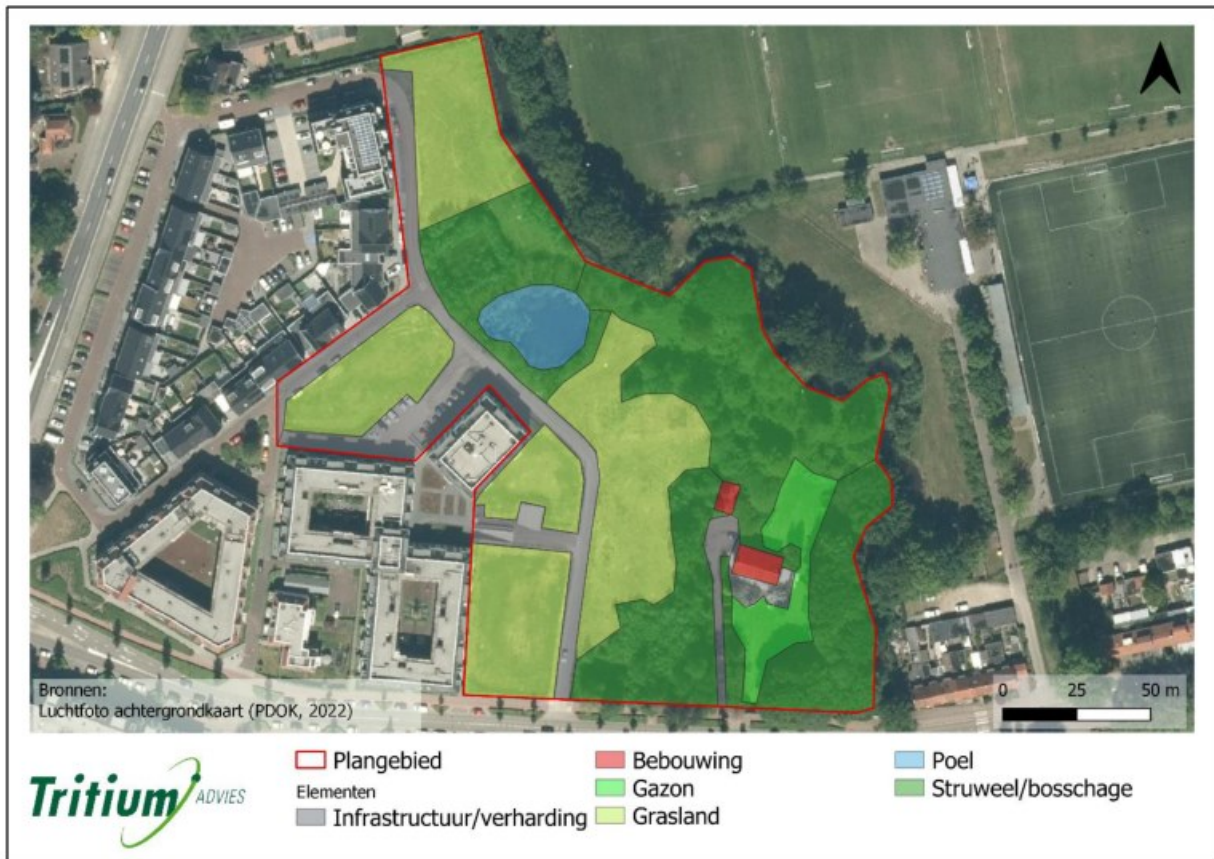 Bronnen:
Luchtfoto achtergrondkaart (PDOK, 2022)
0 25 50 m
Tritium ADVIES
Plangebied
Elementen
Infrastructuur/verharding
Bebouwing
Gazon
Grasland
Poel
Struweel/bosschage